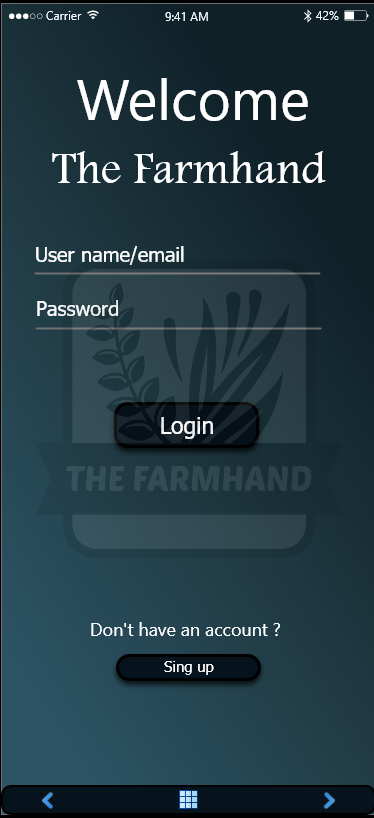 Carrier 9:41 AM 42%
Welcome
The Farmhand
User name/email
Password
Login
THE FARMHAND
Don't have an account ?
Sing up